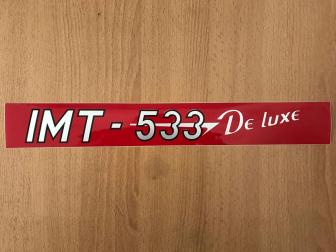 IMT - 533 De luxe